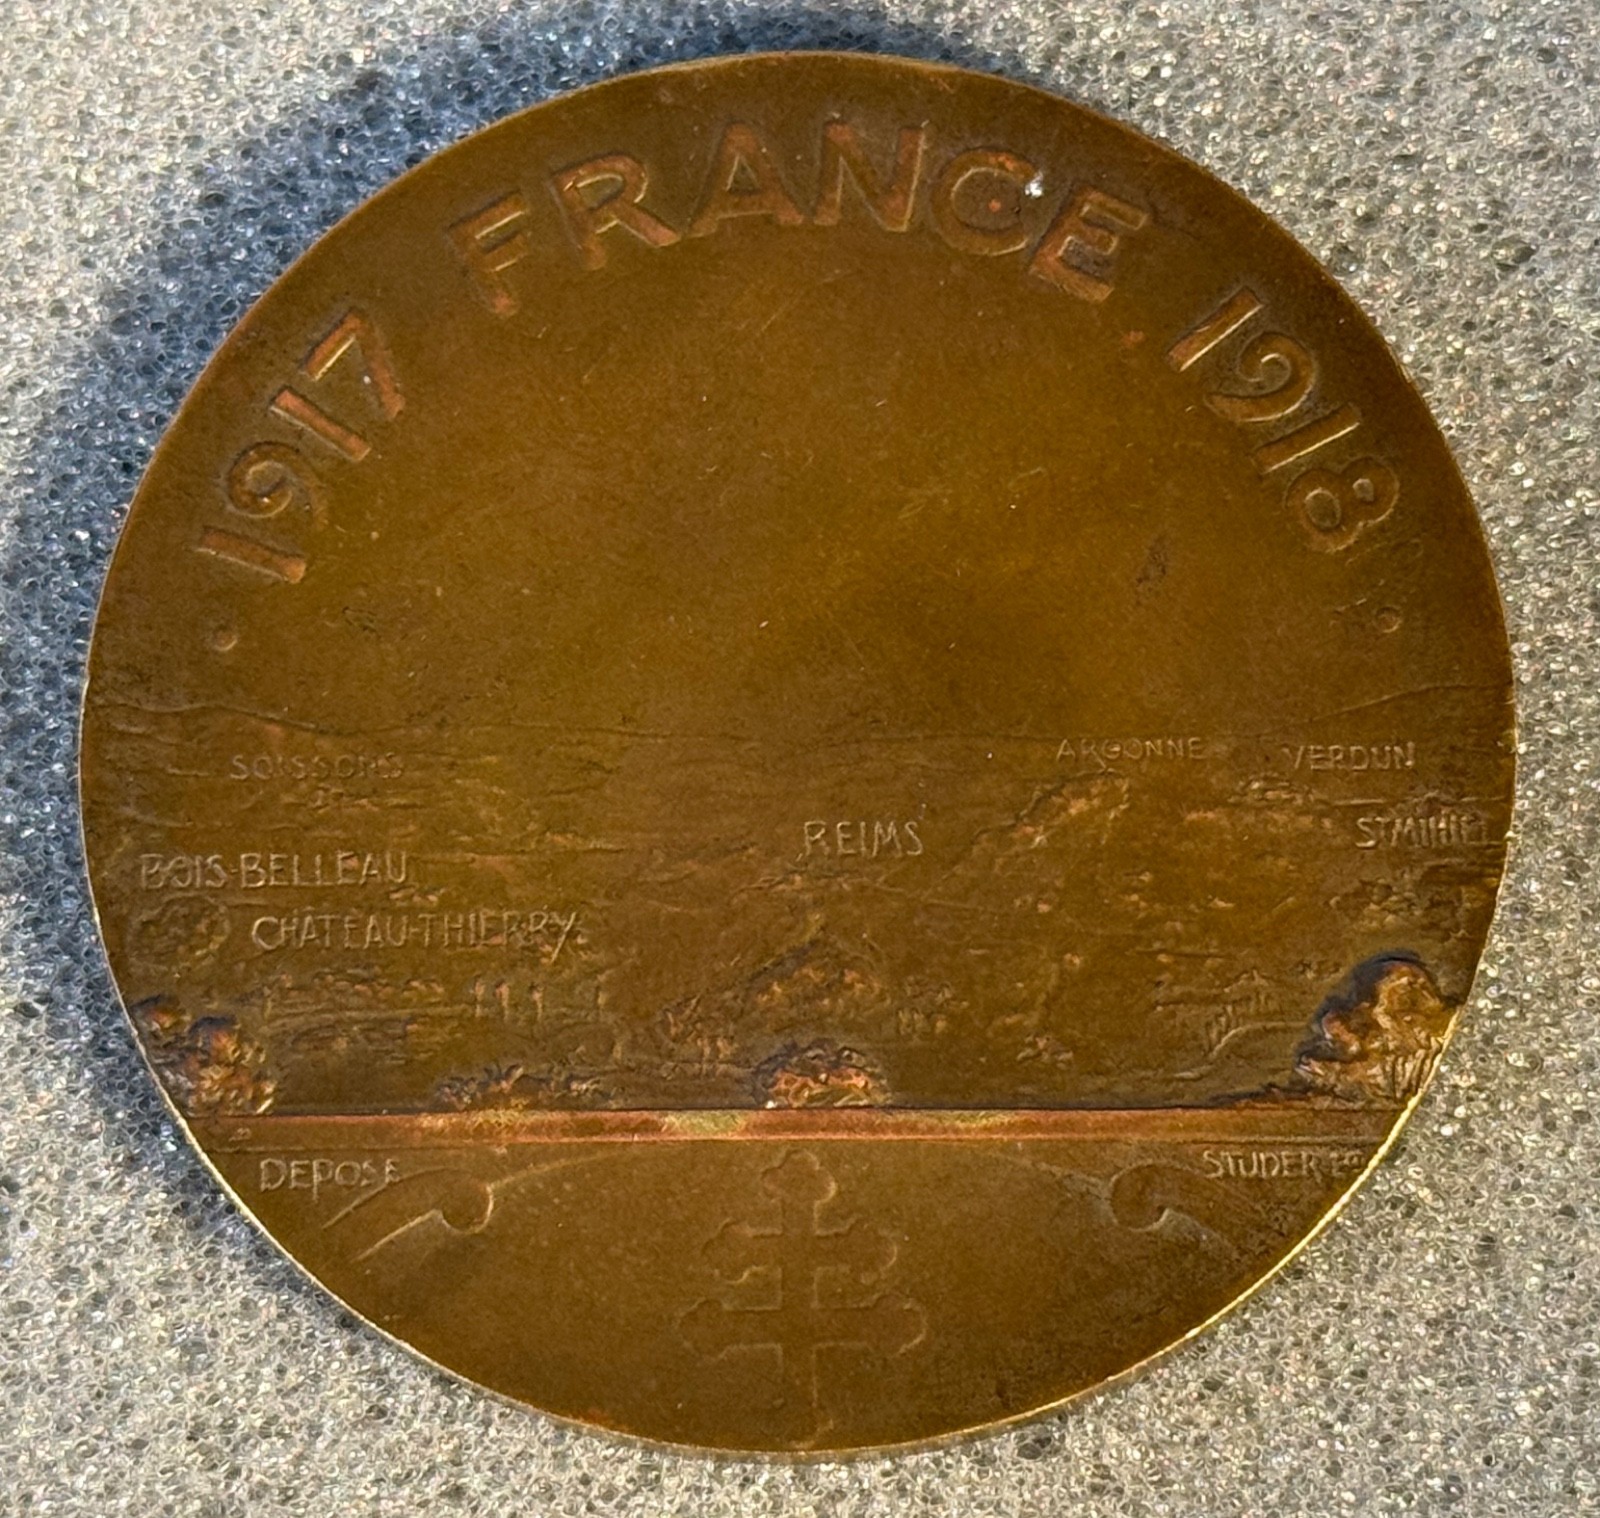 1917 FRANCE 1918
SOISSONS
ARGONNE
VERDUN
REIMS
ST MIHIEL
BOIS-BELLEAU
CHATEAU-THIERRY
DEPOSE
STUDER